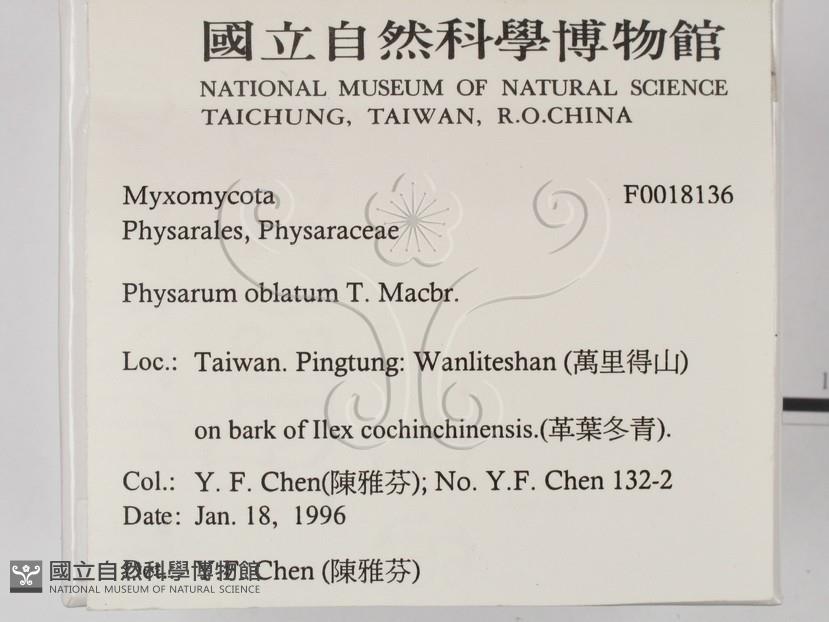 國立自然科學博物館
NATIONAL MUSEUM OF NATURAL SCIENCE
TAICHUNG, TAIWAN, R.O.CHINA
Myxomycota F0018136
Physarales, Physaraceae
Physarum oblatum T. Macbr.
Loc.: Taiwan. Pingtung: Wanliteshan (萬里得山)
on bark of Ilex cochinchinensis.(革葉冬青).
Col.: Y. F. Chen(陳雅芬); No. Y.F. Chen 132-2
Date: Jan. 18, 1996
Det.: Y. F. Chen (陳雅芬)
國立自然科學博物館
NATIONAL MUSEUM OF NATURAL SCIENCE